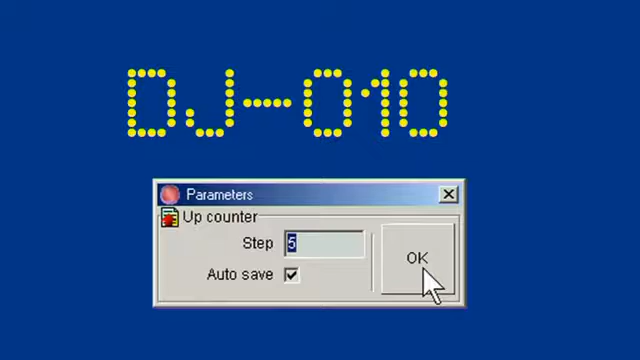 DJ-010
Parameters
Up counter
Step 5
Auto save
OK